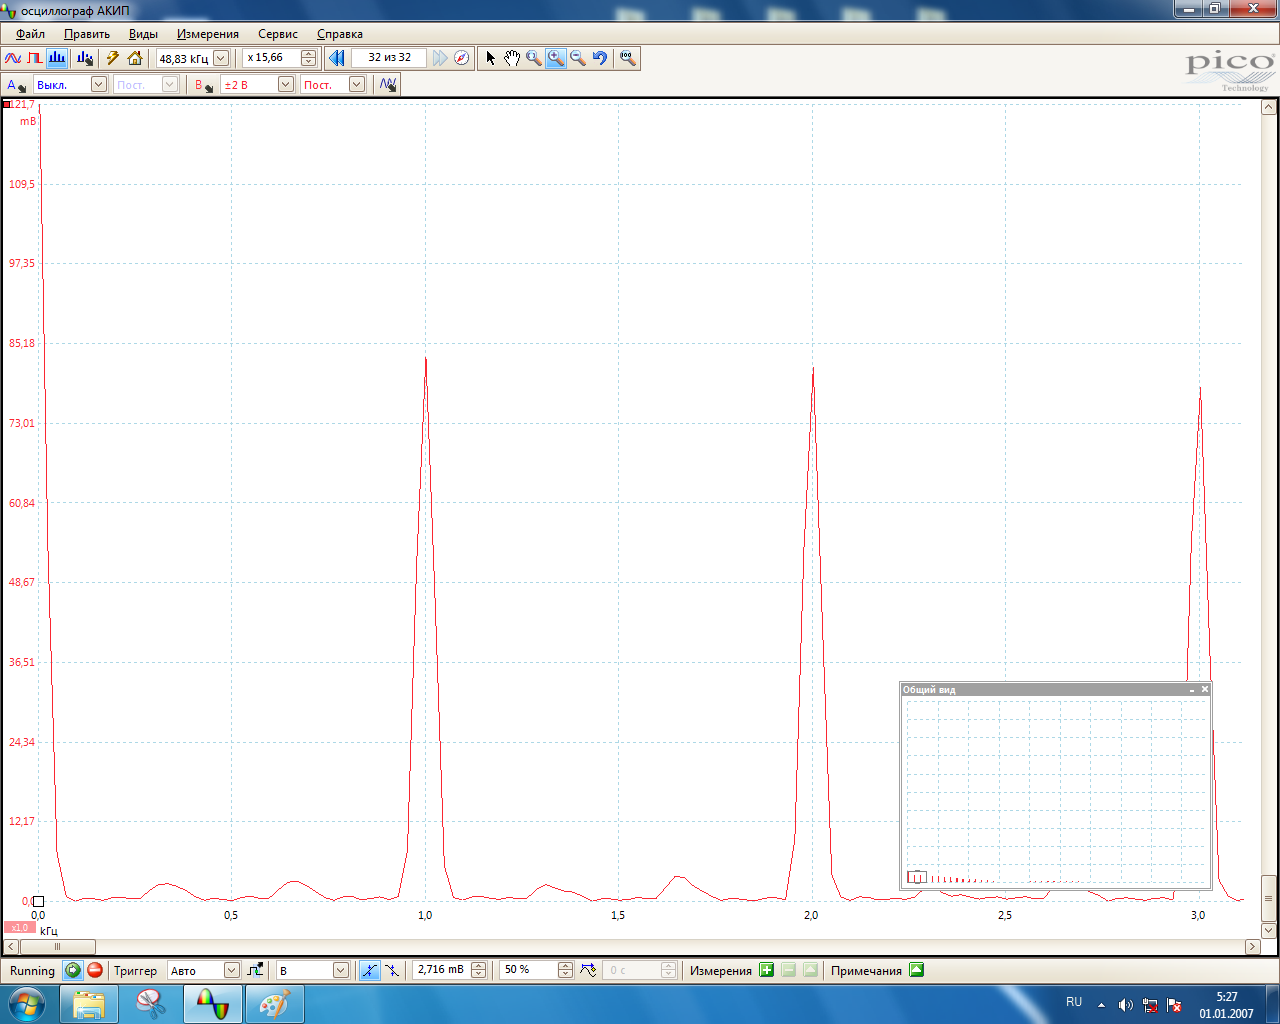 осциллограф АКИП
Файл Править Виды Измерения Сервис Справка
48,83 кГц x 15,66 32 из 32
pico
Technology
A Выкл. Пост. B ±2 В Пост.
121,7
mВ
109,5
97,35
85,18
73,01
60,84
48,67
36,51
24,34
12,17
0,0
Общий вид
0,0 0,5 1,0 1,5 2,0 2,5 3,0
x1,0 кГц
Running Триггер Авто B 2,716 mВ 50 % 0 с Измерения Примечания
RU 5:27
01.01.2007